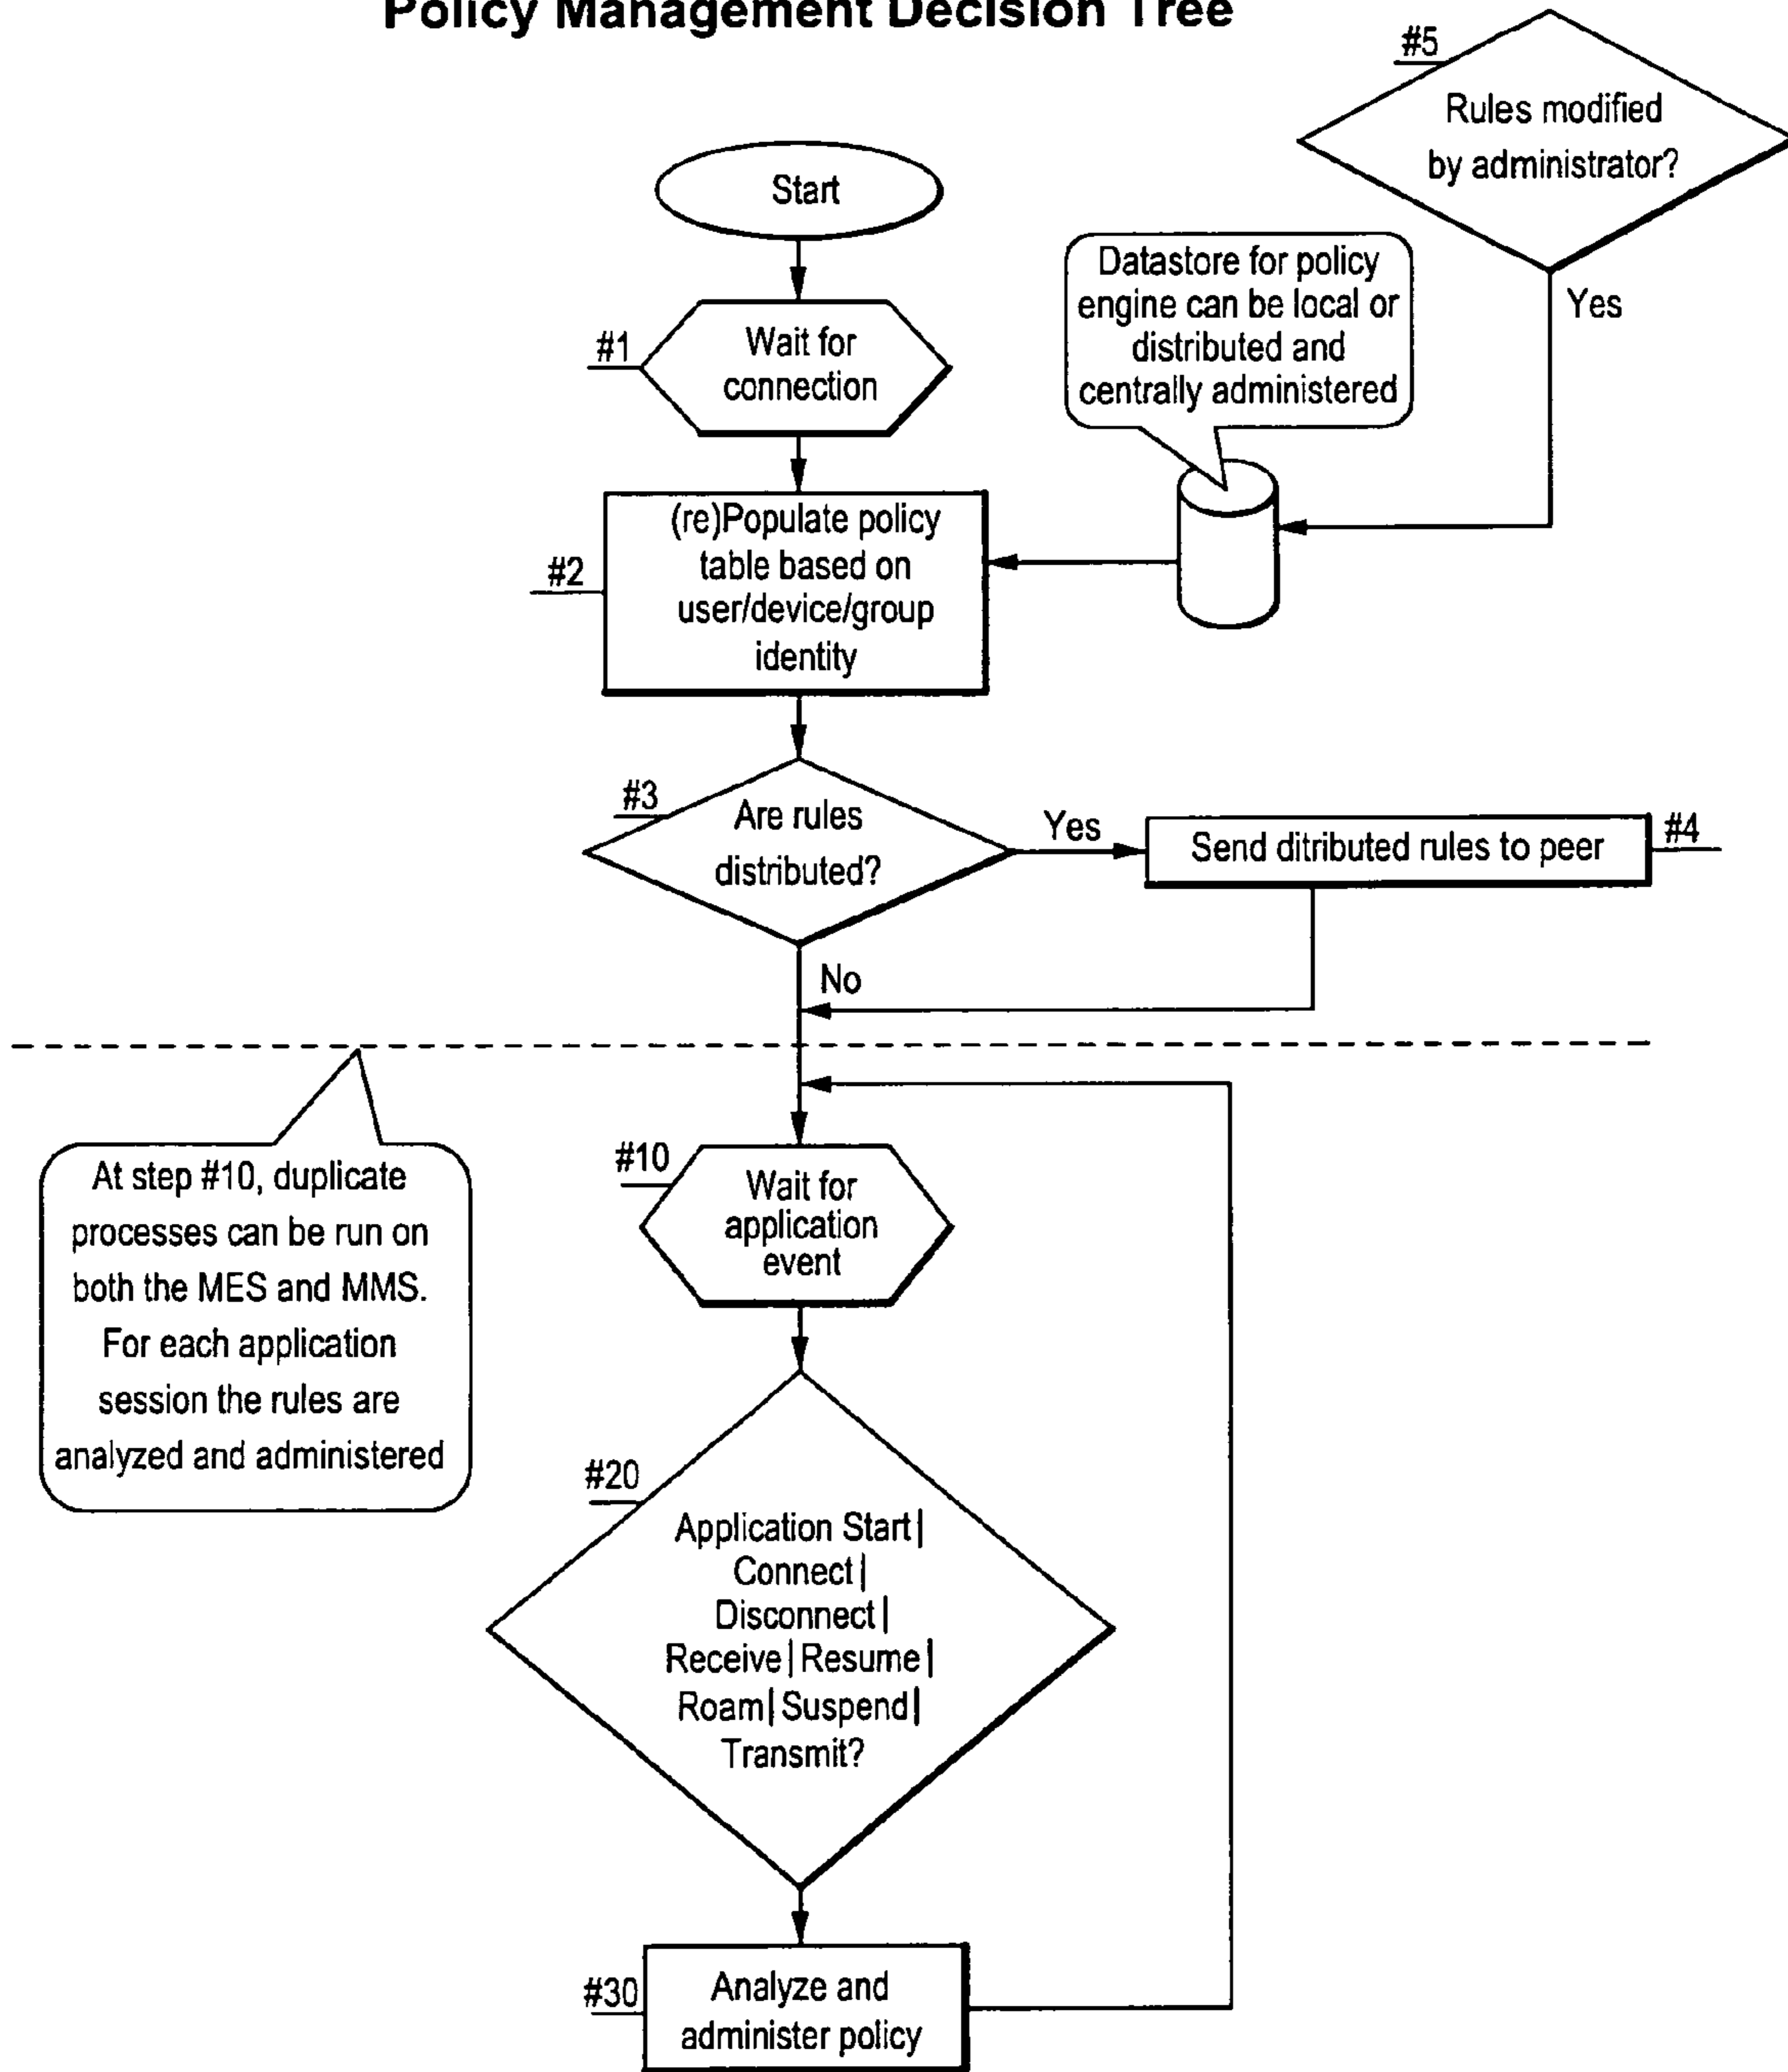 Policy Management Decision Tree
#5
Rules modified
by administrator?
Yes
Start
Datastore for policy
engine can be local or
distributed and
centrally administered
#1
Wait for
connection
#2
(re)Populate policy
table based on
user/device/group
identity
#3
Are rules
distributed?
Yes
Send ditributed rules to peer
#4
No
At step #10, duplicate
processes can be run on
both the MES and MMS.
For each application
session the rules are
analyzed and administered
#10
Wait for
application
event
#20
Application Start|
Connect|
Disconnect|
Receive|Resume|
Roam|Suspend|
Transmit?
#30
Analyze and
administer policy